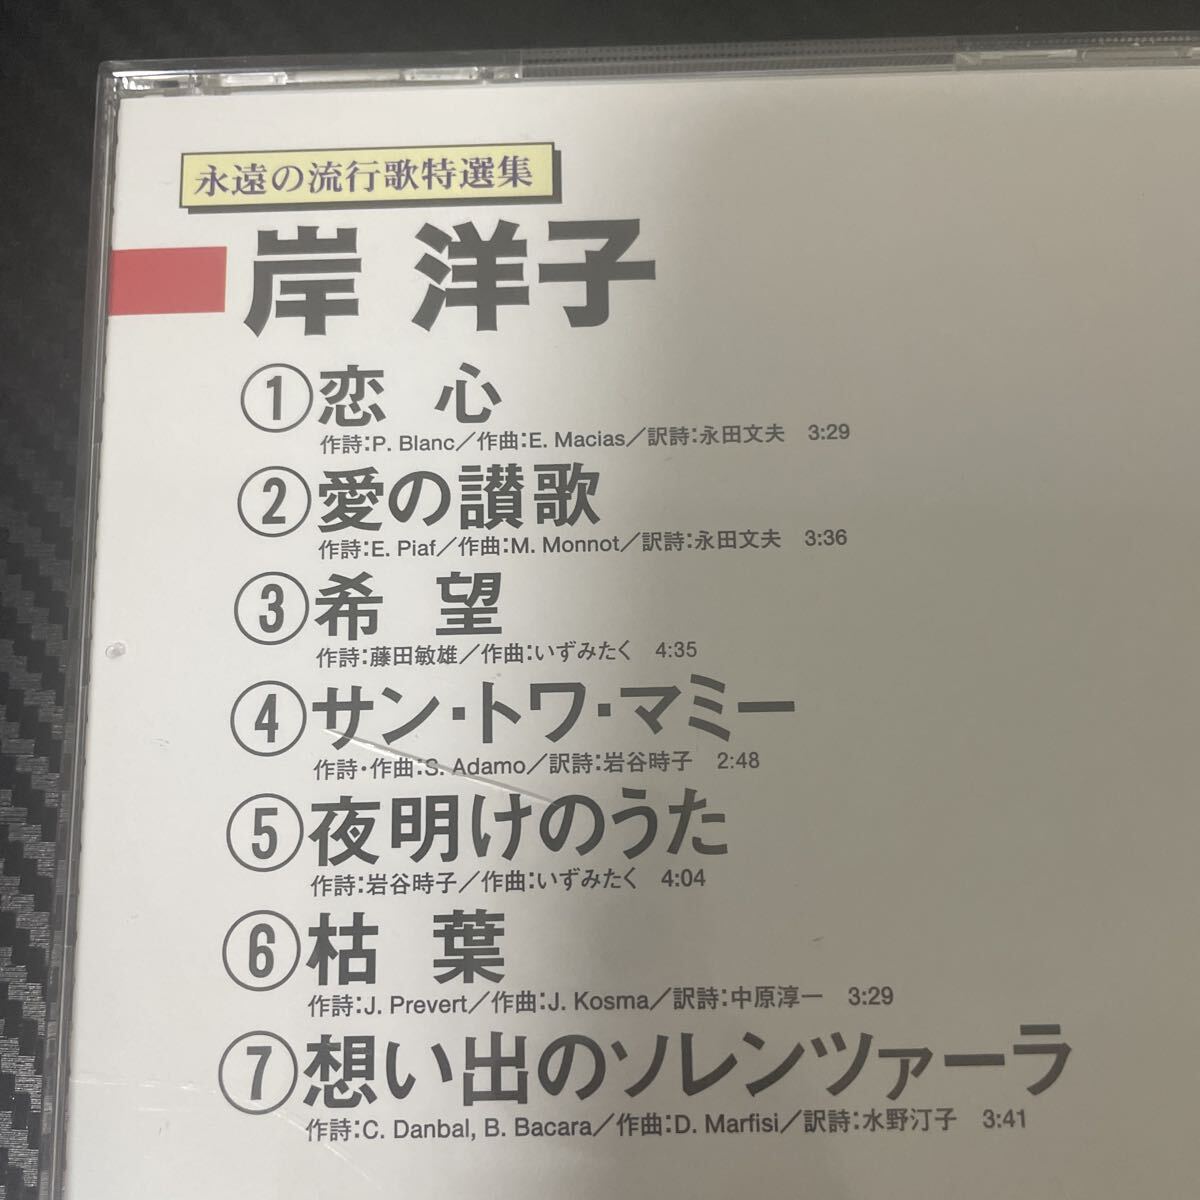 永遠の流行歌特選集
岸 洋子
①恋 心
作詩:P. Blanc／作曲:E. Macias／訳詩:永田文夫 3:29
②愛の讃歌
作詩:E. Piaf／作曲:M. Monnot／訳詩:永田文夫 3:36
③希 望
作詩:藤田敏雄／作曲:いずみたく 4:35
④サン・トワ・マミー
作詩・作曲:S. Adamo／訳詩:岩谷時子 2:48
⑤夜明けのうた
作詩:岩谷時子／作曲:いずみたく 4:04
⑥枯 葉
作詩:J. Prevert／作曲:J. Kosma／訳詩:中原淳一 3:29
⑦想い出のソレンツァーラ
作詩:C. Danbal, B. Bacara／作曲:D. Marfisi／訳詩:水野汀子 3:41